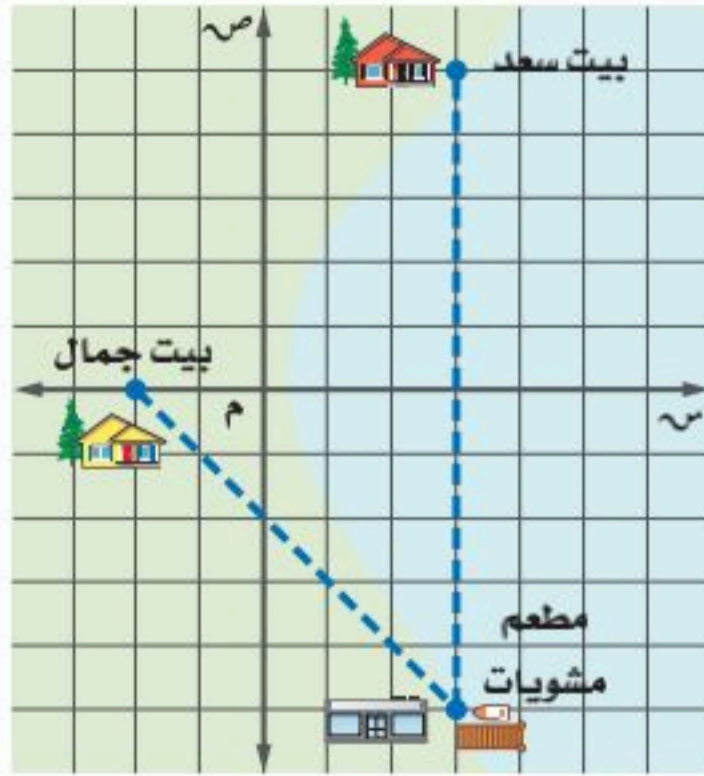 ص
بيت سعد
بيت جمال
م
س
مطعم
مشويات